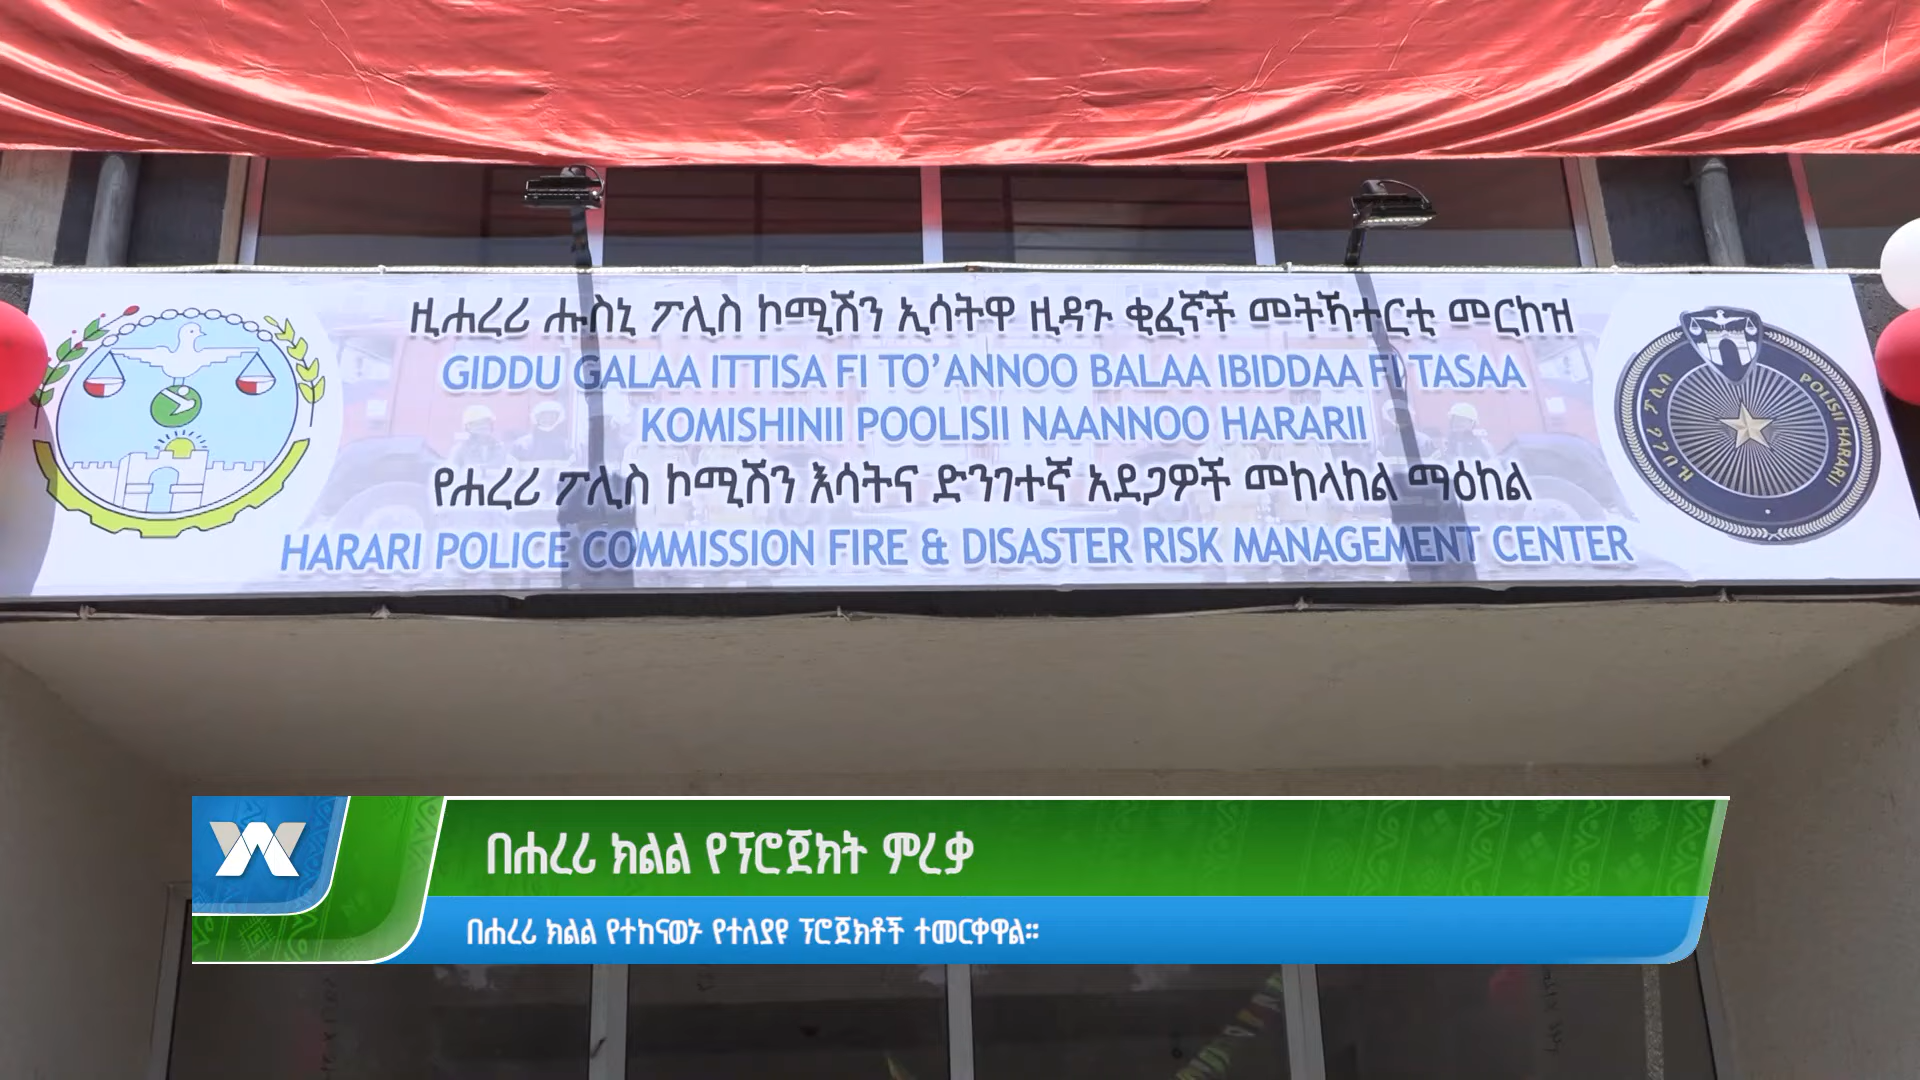 ዚሐረሪ ሑስኒ ፖሊስ ኮሚሽን ኢሳትዋ ዚዳጉ ቂፈኛች መትኻተርቲ መርከዝ
GIDDU GALAA ITTISA FI TO'ANNOO BALAA IBIDDAA FI TASAA
KOMISHINII POOLISII NAANNOO HARARII
የሐረሪ ፖሊስ ኮሚሽን እሳትና ድንገተኛ አደጋዎች መከላከል ማዕከል
HARARI POLICE COMMISSION FIRE & DISASTER RISK MANAGEMENT CENTER
ዚሀረሪ ፖሊስ
POLISII HARARII
በሐረሪ ክልል የፕሮጀክት ምረቃ
በሐረሪ ክልል የተከናወኑ የተለያዩ ፕሮጀክቶች ተመርቀዋል።